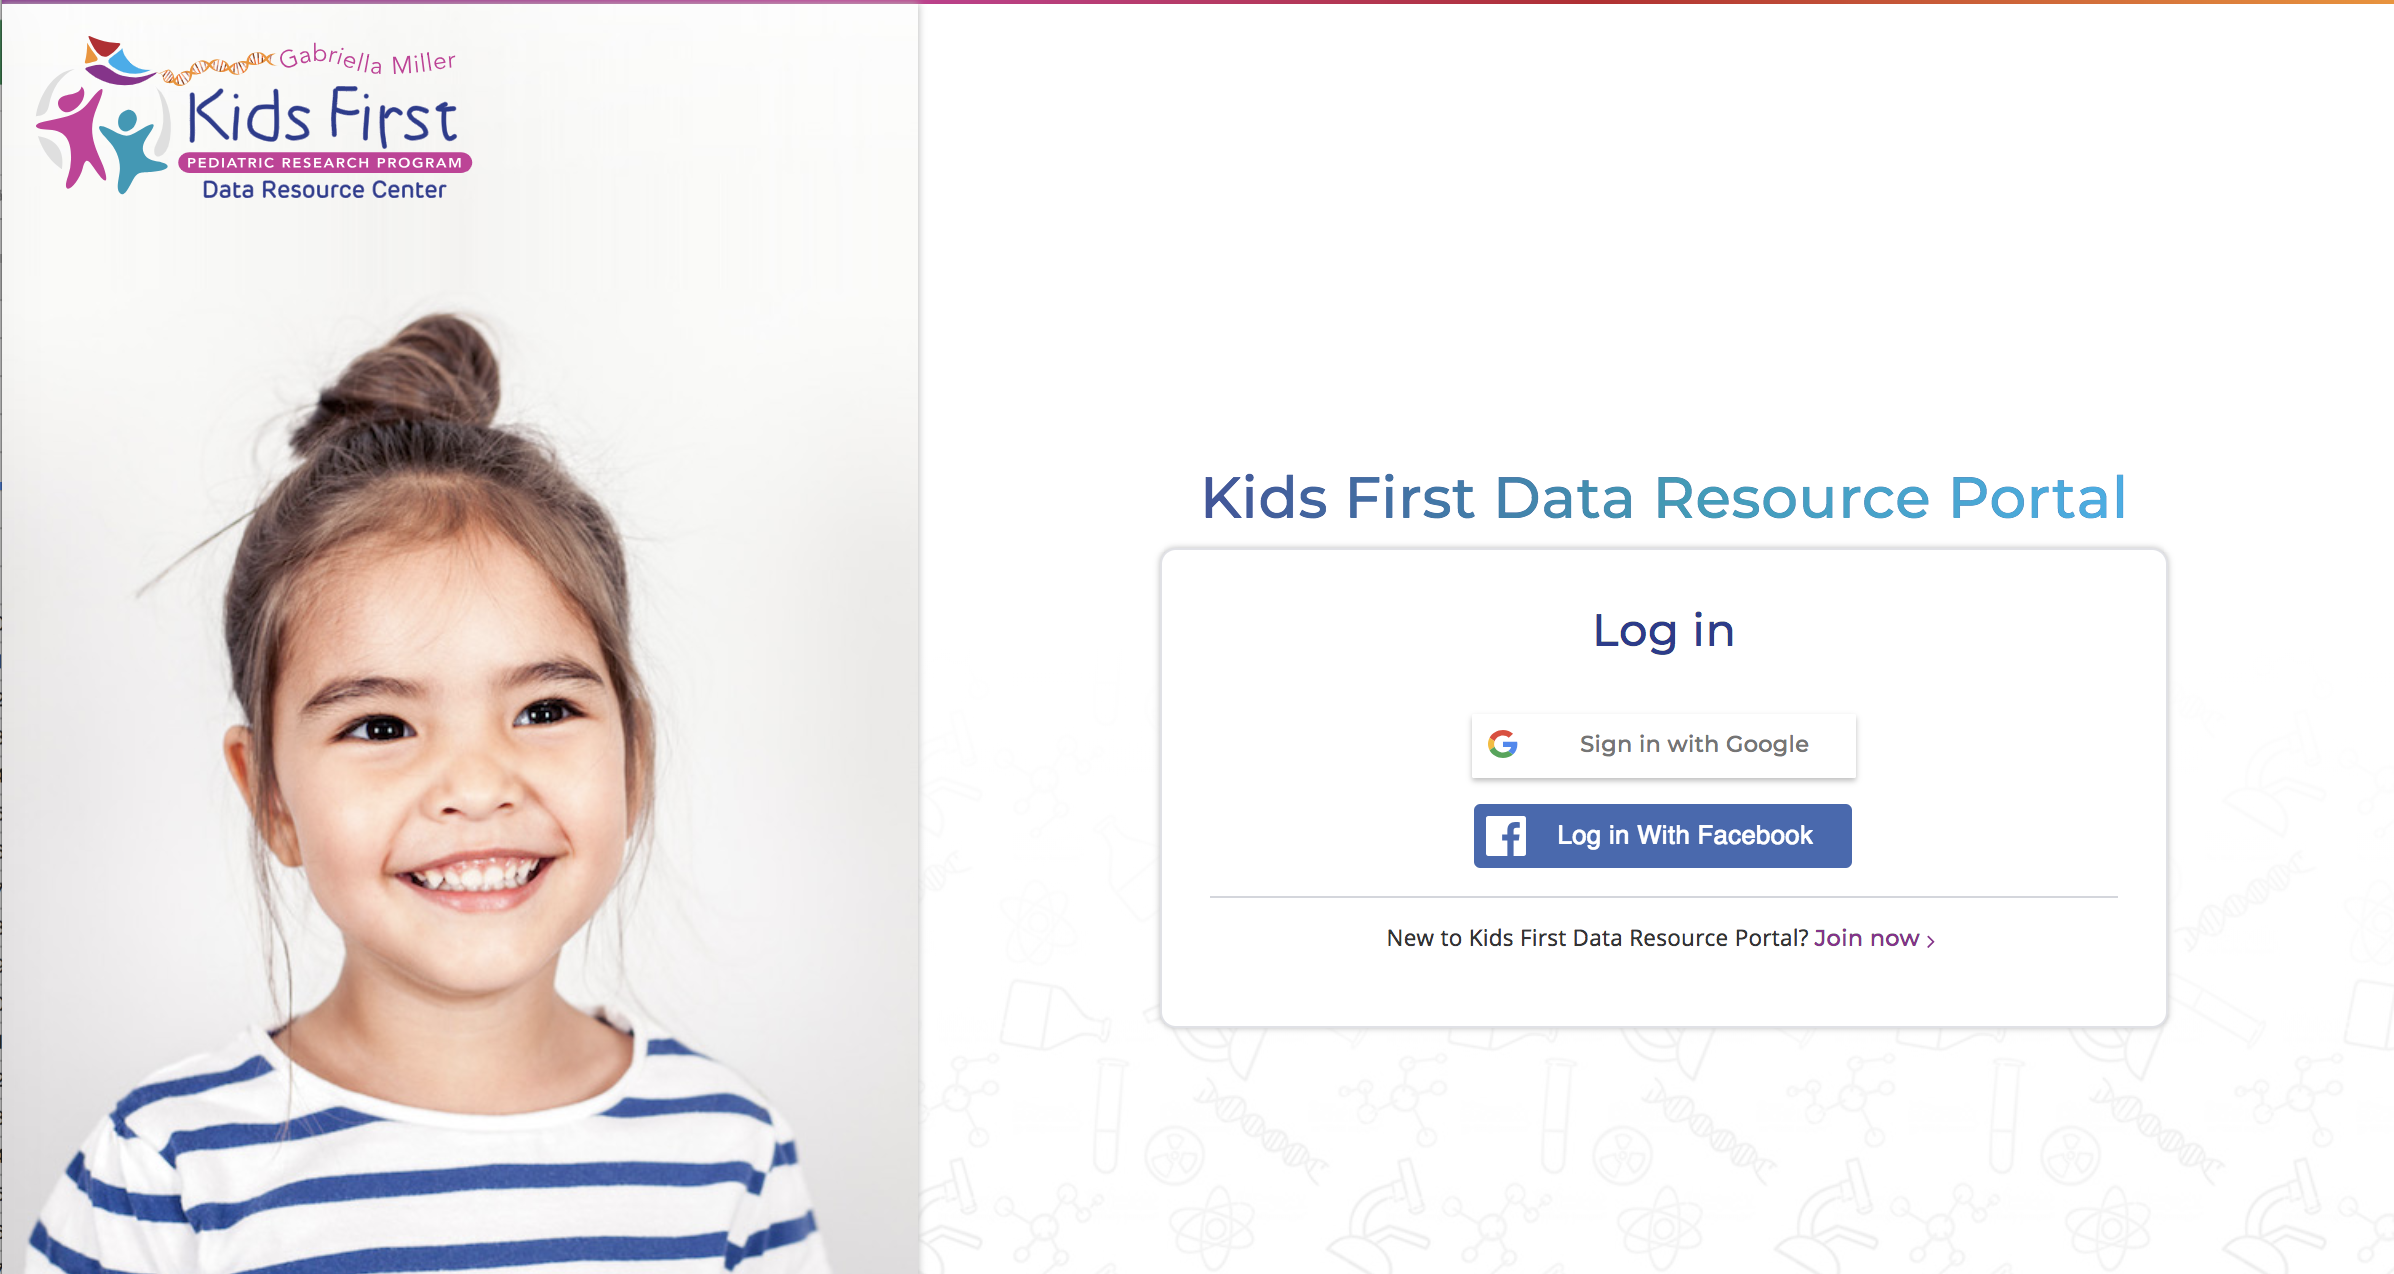 Gabriella Miller
Kids First
PEDIATRIC RESEARCH PROGRAM
Data Resource Center
Kids First Data Resource Portal
Log in
Sign in with Google
Log in With Facebook
New to Kids First Data Resource Portal? Join now >